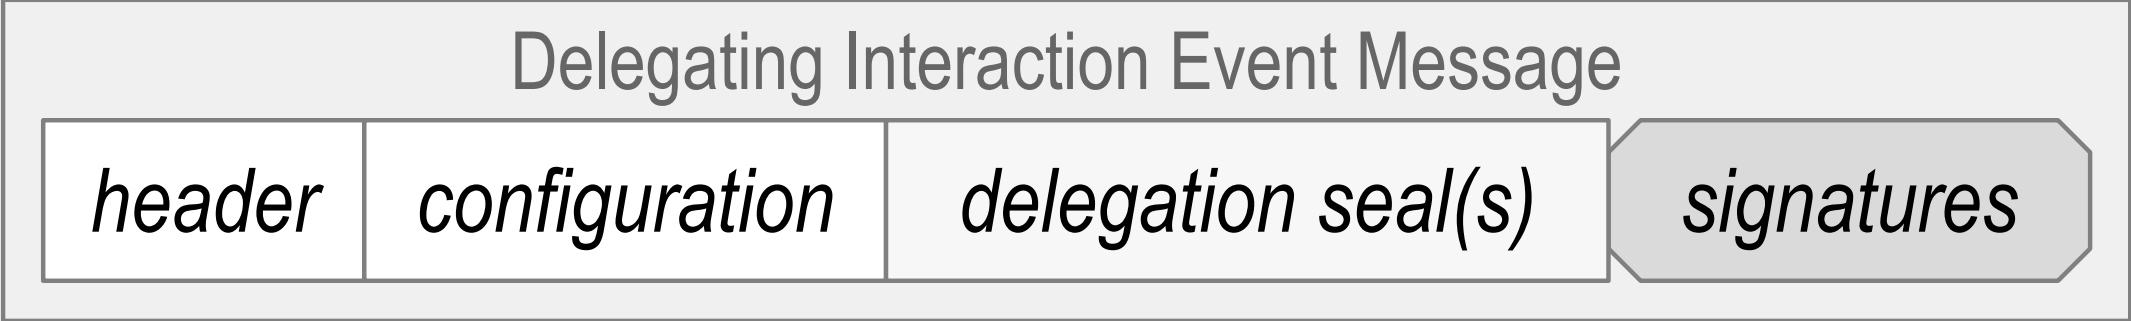 Delegating Interaction Event Message
header configuration delegation seal(s) signatures